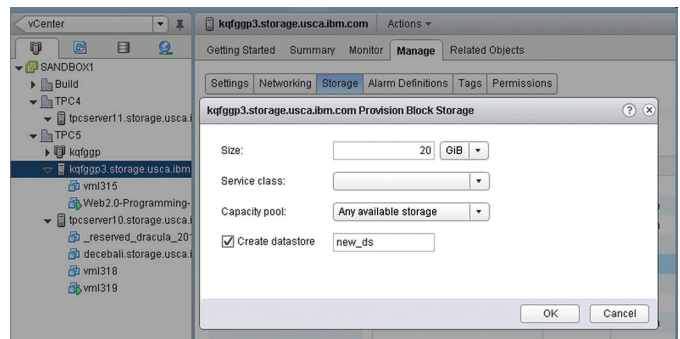 vCenter
kqfggp3.storage.usca.ibm.com Actions
Getting Started Summary Monitor Manage Related Objects
Settings Networking Storage Alarm Definitions Tags Permissions
SANDBOX1
Build
TPC4
tpcserver11.storage.usca.i
TPC5
kqfggp
kqfggp3.storage.usca.ibm
vml315
Web2.0-Programming-
tpcserver10.storage.usca.i
_reserved_dracula_20
decebali.storage.usca.i
vml318
vml319
kqfggp3.storage.usca.ibm.com Provision Block Storage
Size: 20 GiB
Service class:
Capacity pool: Any available storage
Create datastore new_ds
OK Cancel